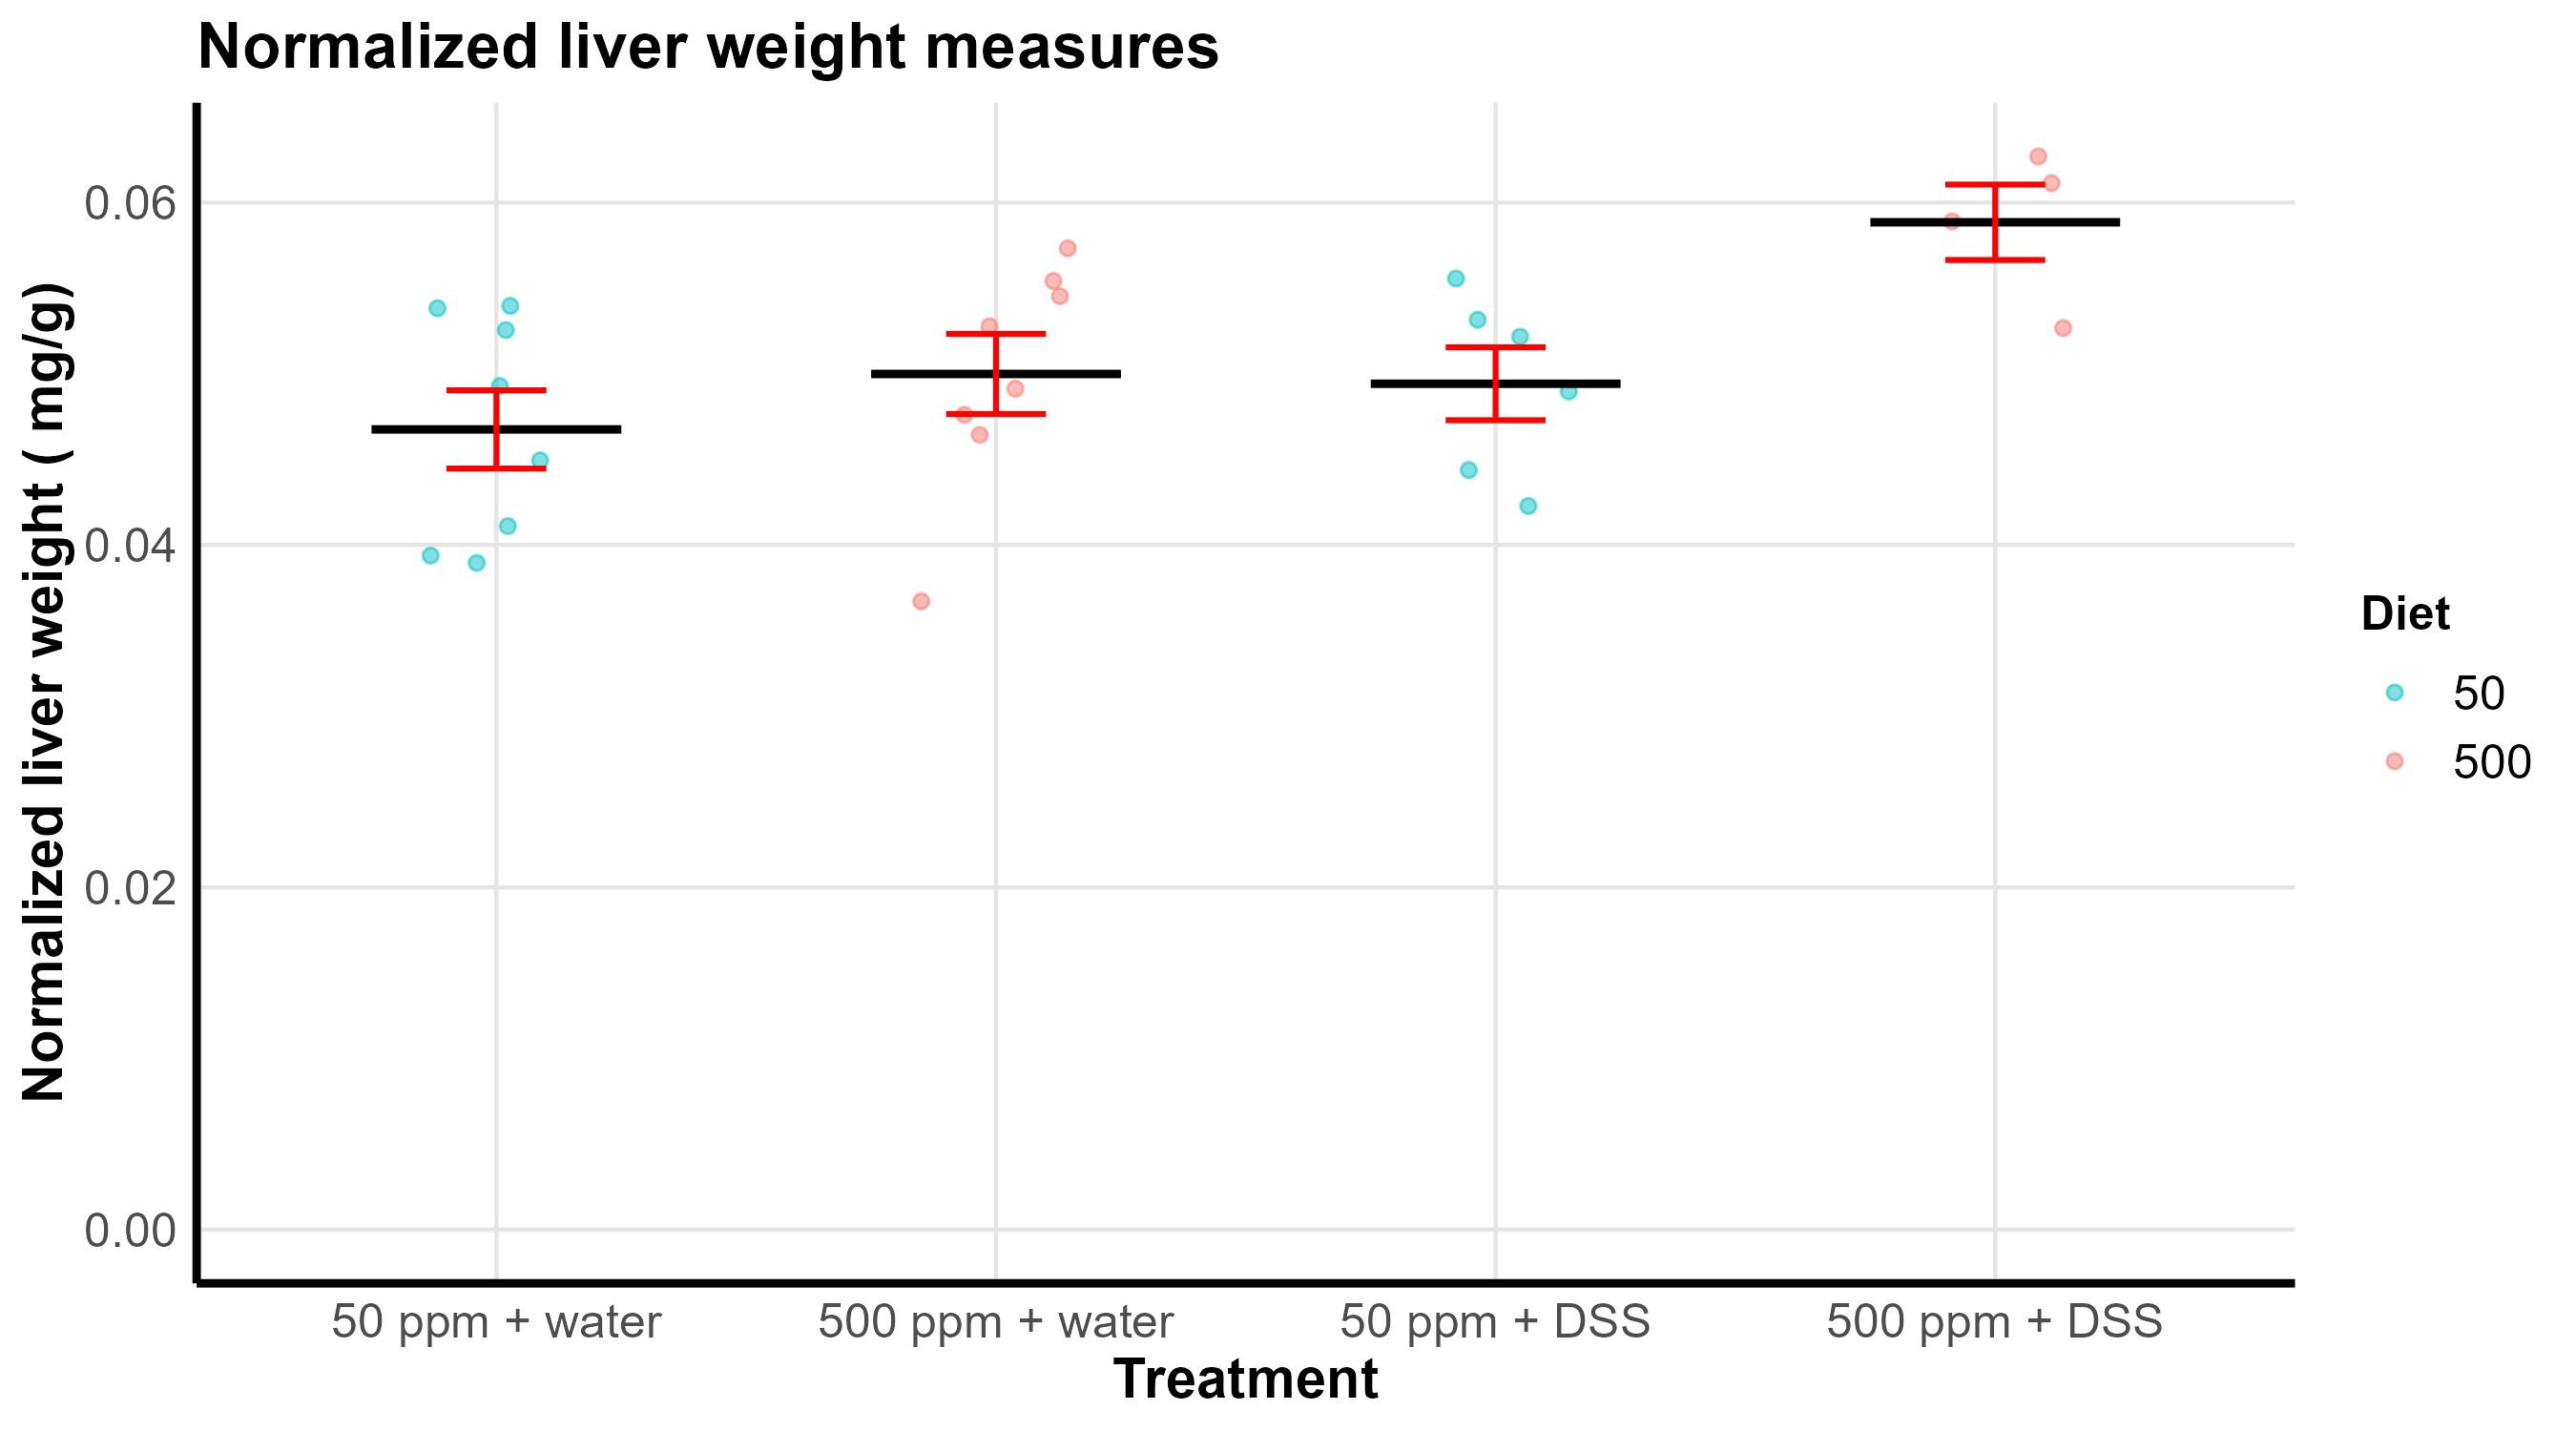 Normalized liver weight measures
Normalized liver weight ( mg/g)
0.06
0.04
0.02
0.00
50 ppm + water
500 ppm + water
50 ppm + DSS
500 ppm + DSS
Treatment
Diet
50
500